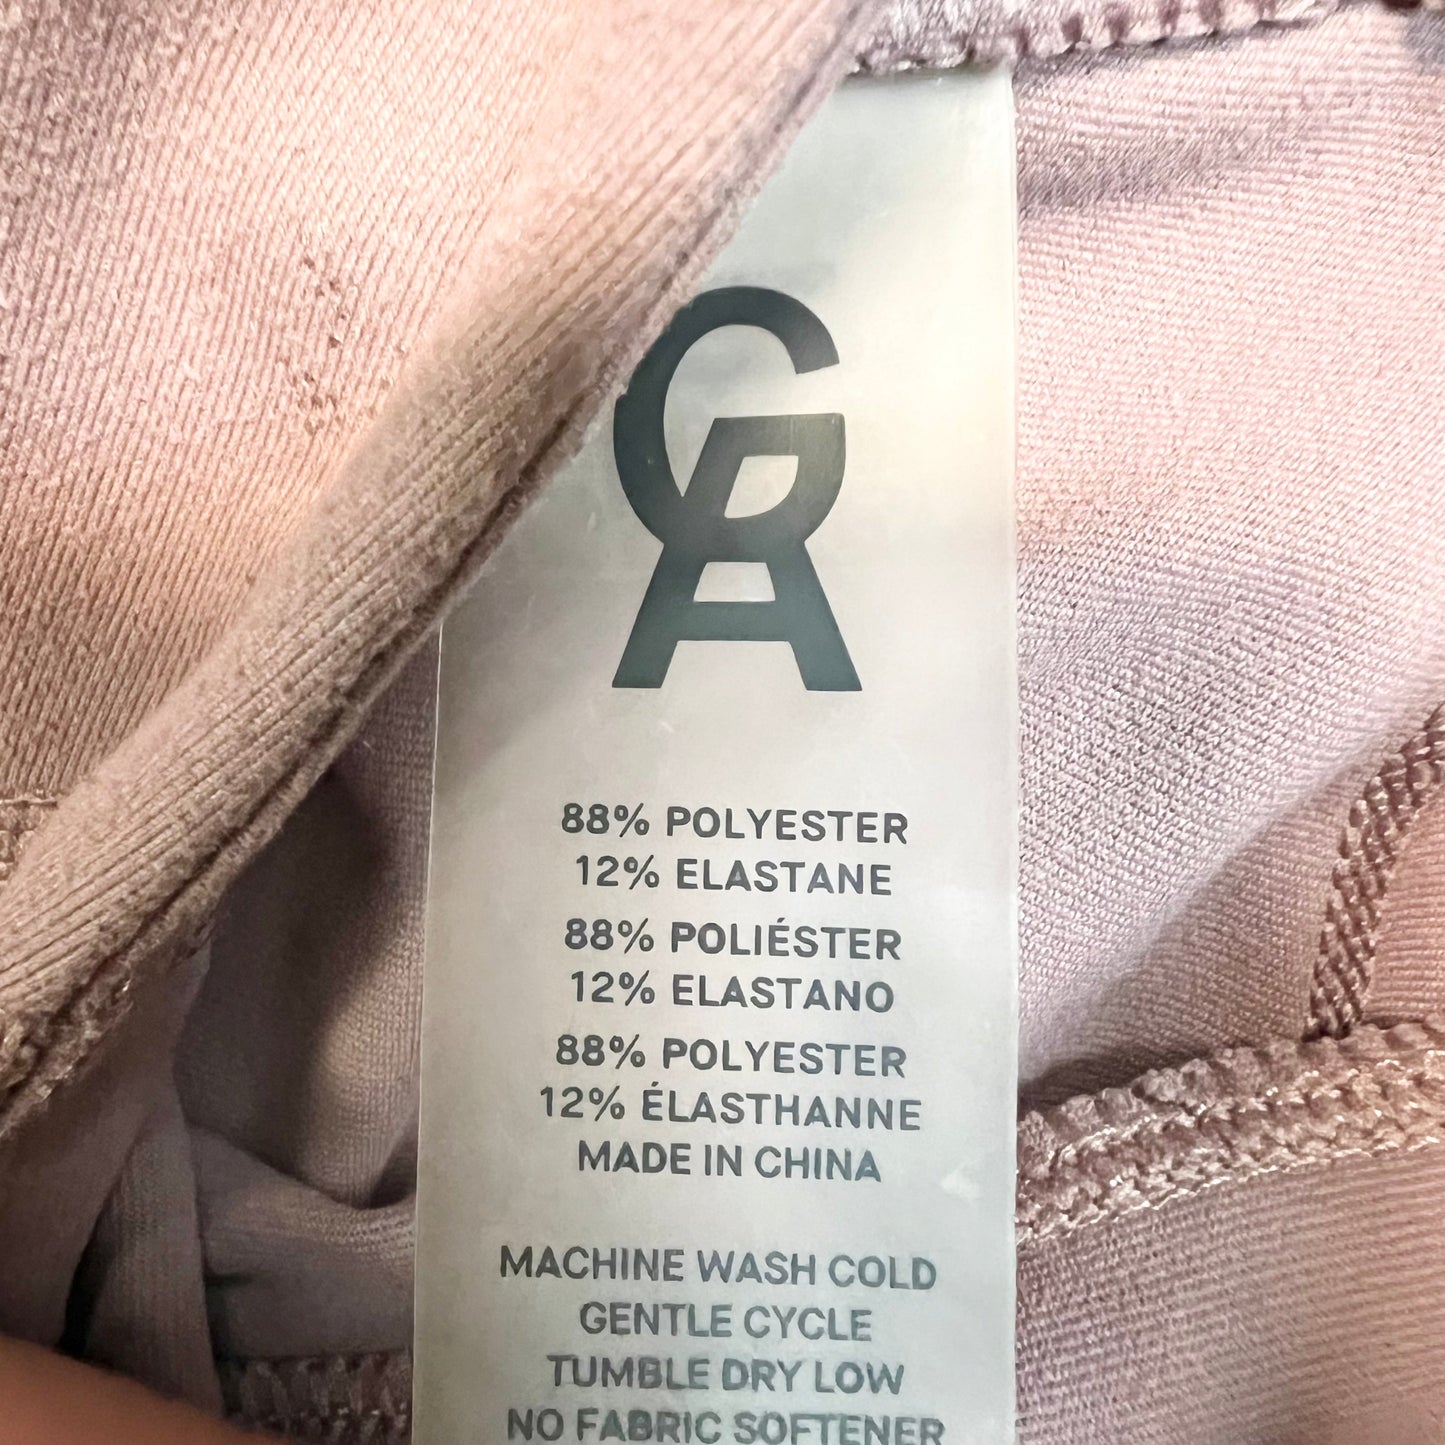 GA
88% POLYESTER
12% ELASTANE
88% POLIÉSTER
12% ELASTANO
88% POLYESTER
12% ÉLASTHANNE
MADE IN CHINA
MACHINE WASH COLD
GENTLE CYCLE
TUMBLE DRY LOW
NO FABRIC SOFTENER